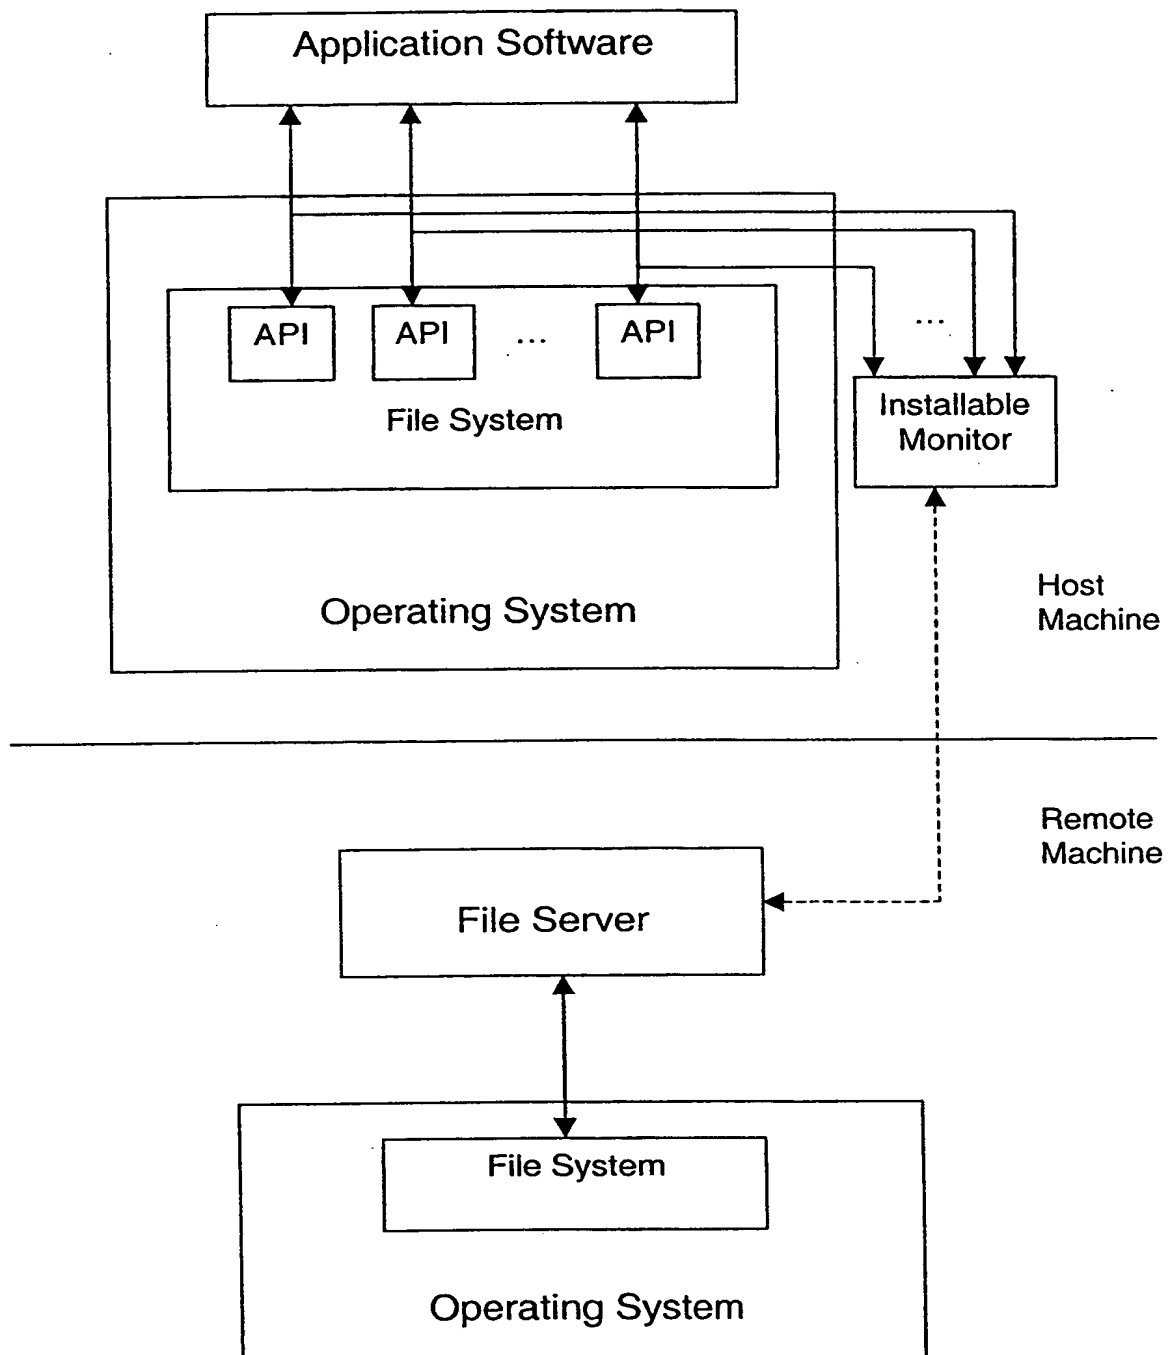 Application Software
API API ... API
...
File System
Installable
Monitor
Operating System
Host
Machine
Remote
Machine
File Server
File System
Operating System